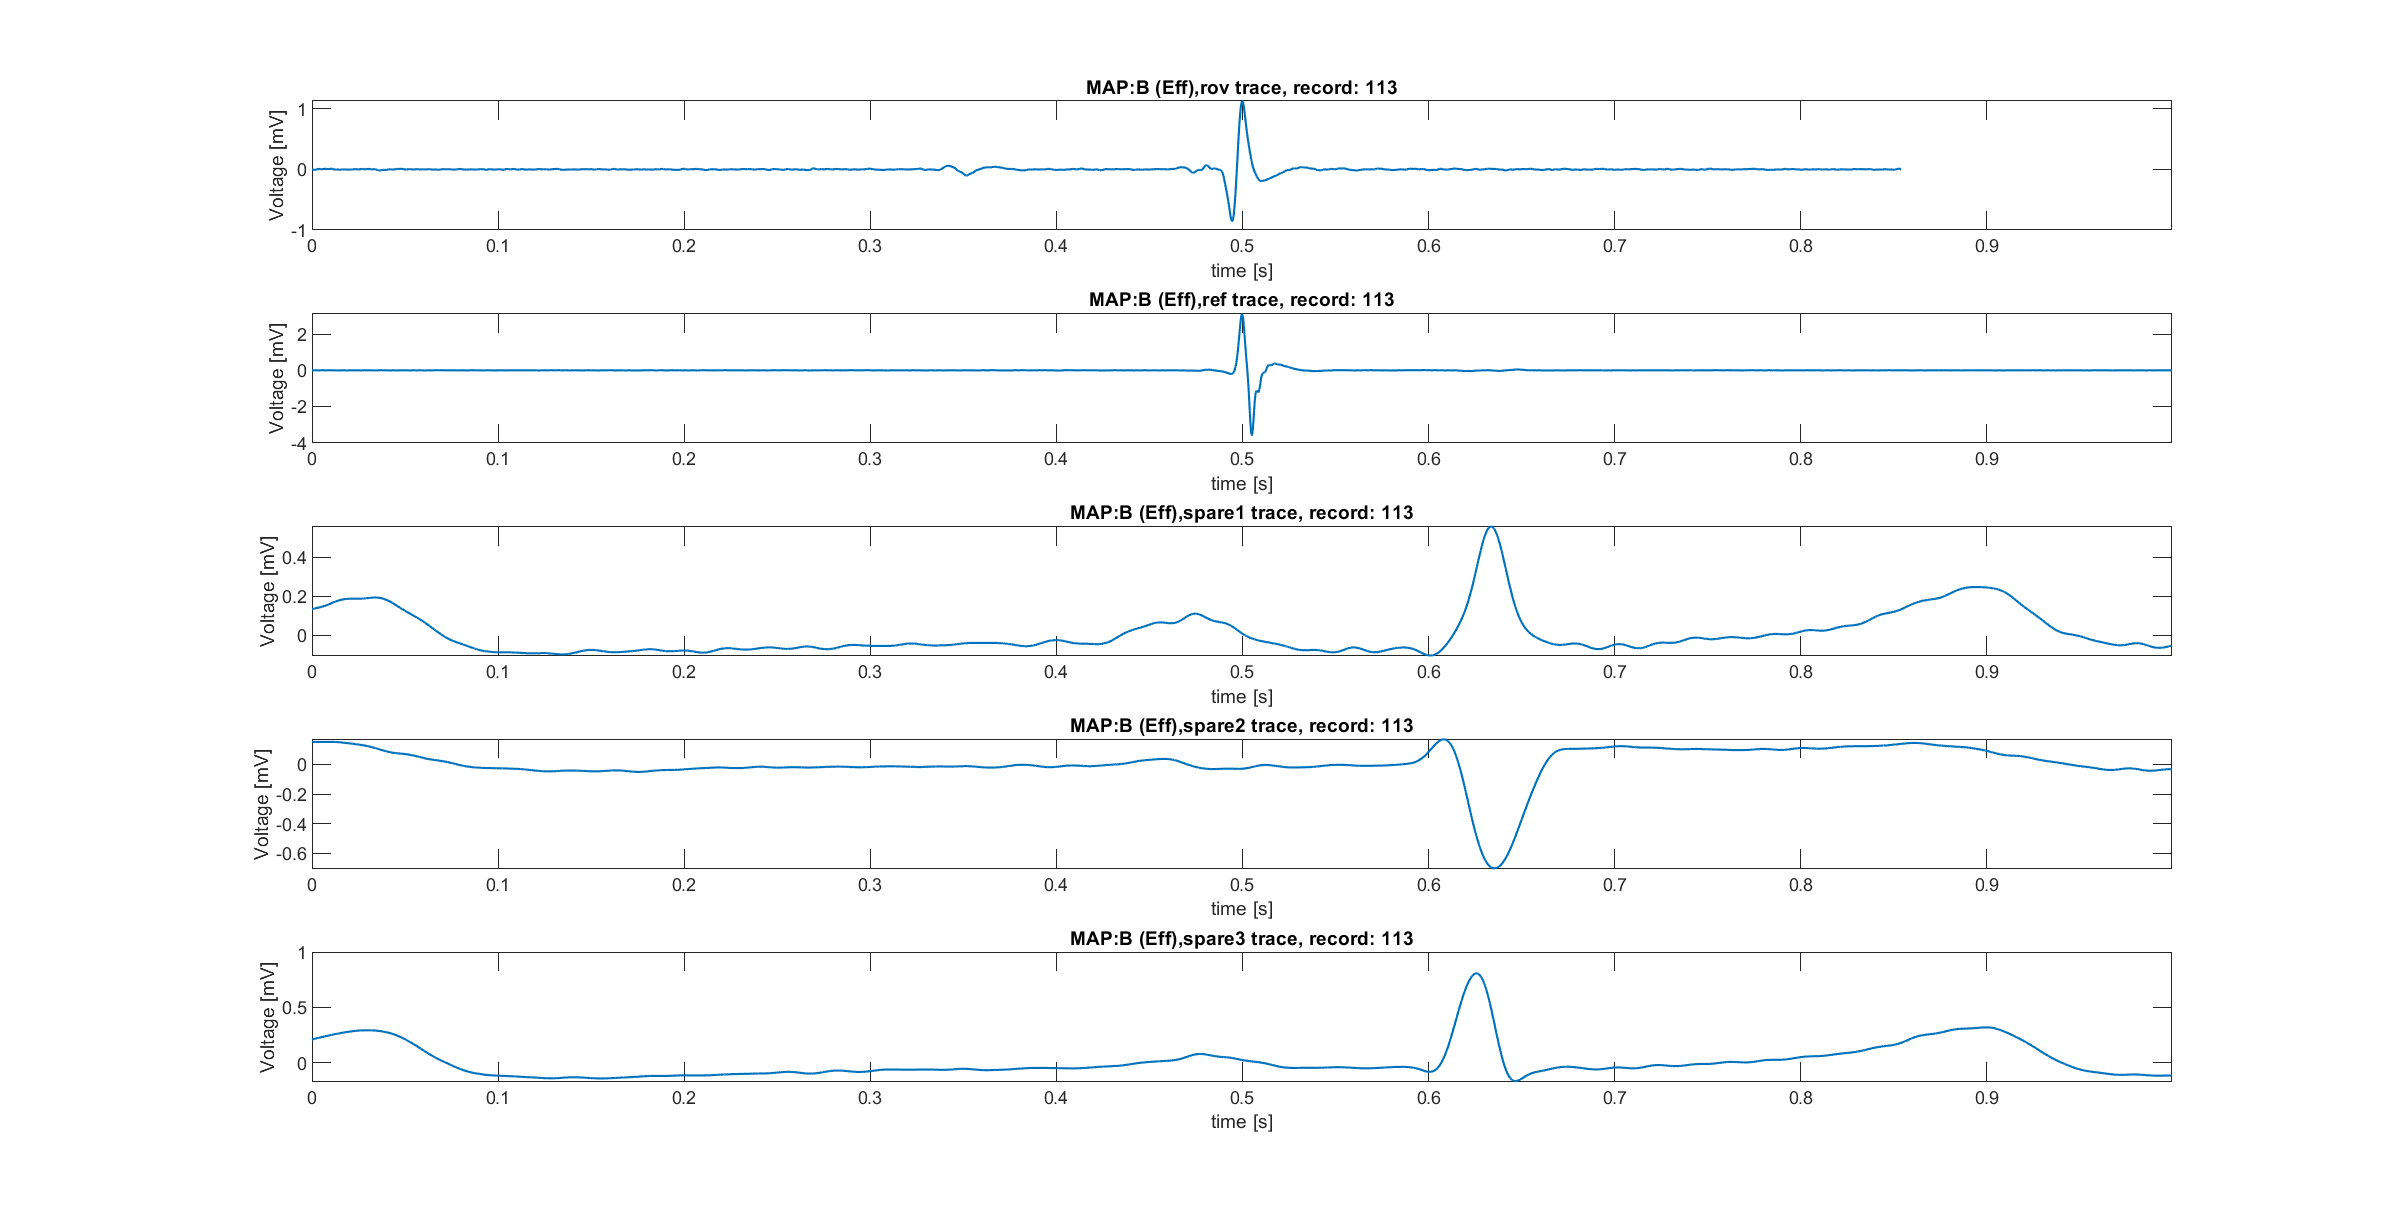 MAP:B (Eff),rov trace, record: 113
Voltage [mV]
1
0
-1
0 0.1 0.2 0.3 0.4 0.5 0.6 0.7 0.8 0.9
time [s]
MAP:B (Eff),ref trace, record: 113
Voltage [mV]
2
0
-2
-4
0 0.1 0.2 0.3 0.4 0.5 0.6 0.7 0.8 0.9
time [s]
MAP:B (Eff),spare1 trace, record: 113
Voltage [mV]
0.4
0.2
0
0 0.1 0.2 0.3 0.4 0.5 0.6 0.7 0.8 0.9
time [s]
MAP:B (Eff),spare2 trace, record: 113
Voltage [mV]
0
-0.2
-0.4
-0.6
0 0.1 0.2 0.3 0.4 0.5 0.6 0.7 0.8 0.9
time [s]
MAP:B (Eff),spare3 trace, record: 113
Voltage [mV]
1
0.5
0
0 0.1 0.2 0.3 0.4 0.5 0.6 0.7 0.8 0.9
time [s]